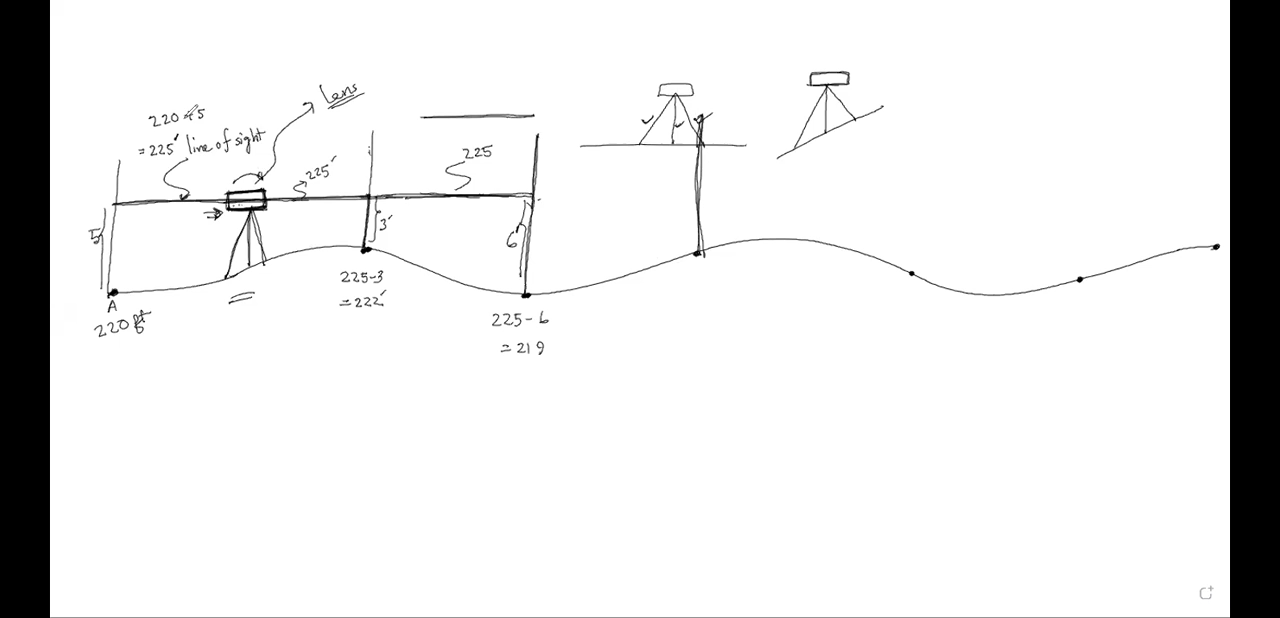 Lens
220+5
=225' line of sight
225'
225
5
3'
6
A
220 ft
225-3
=222'
225-6
=219